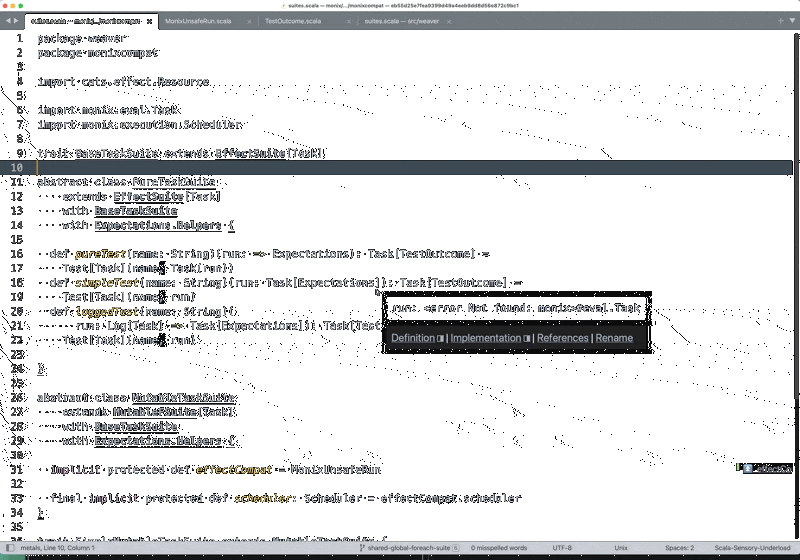 suites.scala — monix/.../monixcompat — eb55d25e7fea9399d49a4eeb9dd8d56e872c9bc1
suites.scala — monix/.../monixcompat
MonixUnsafeRun.scala
TestOutcome.scala
suites.scala — src/weaver
1 package weaver
2 package monixcompat
3
4 import cats.effect.Resource
5
6 import monix.eval.Task
7 import monix.execution.Scheduler
8
9 trait BaseTaskSuite extends EffectSuite[Task]
10
11 abstract class PureTaskSuite
12 extends EffectSuite[Task]
13 with BaseTaskSuite
14 with Expectations.Helpers {
15
16 def pureTest(name: String)(run: => Expectations): Task[TestOutcome] =
17 Test[Task](name, Task(run))
18 def simpleTest(name: String)(run: Task[Expectations]): Task[TestOutcome] =
19 Test[Task](name, run)
20 def loggedTest(name: String)(
21 run: Log[Task] => Task[Expectations]): Task[Test
22 Test[Task](name, run)
23
24 }
25
26 abstract class MutableTaskSuite
27 extends MutableFSuite[Task]
28 with BaseTaskSuite
29 with Expectations.Helpers {
30
31 implicit protected def effectCompat = MonixUnsafeRun
32
33 final implicit protected def scheduler: Scheduler = effectCompat.scheduler
34 }
35
run: <error Not found: monix>#eval.Task
Definition | Implementation | References | Rename
metals, Line 10, Column 1
shared-global-foreach-suite 6
0 misspelled words
UTF-8
Unix
Spaces: 2
Scala-Sensory-Underload